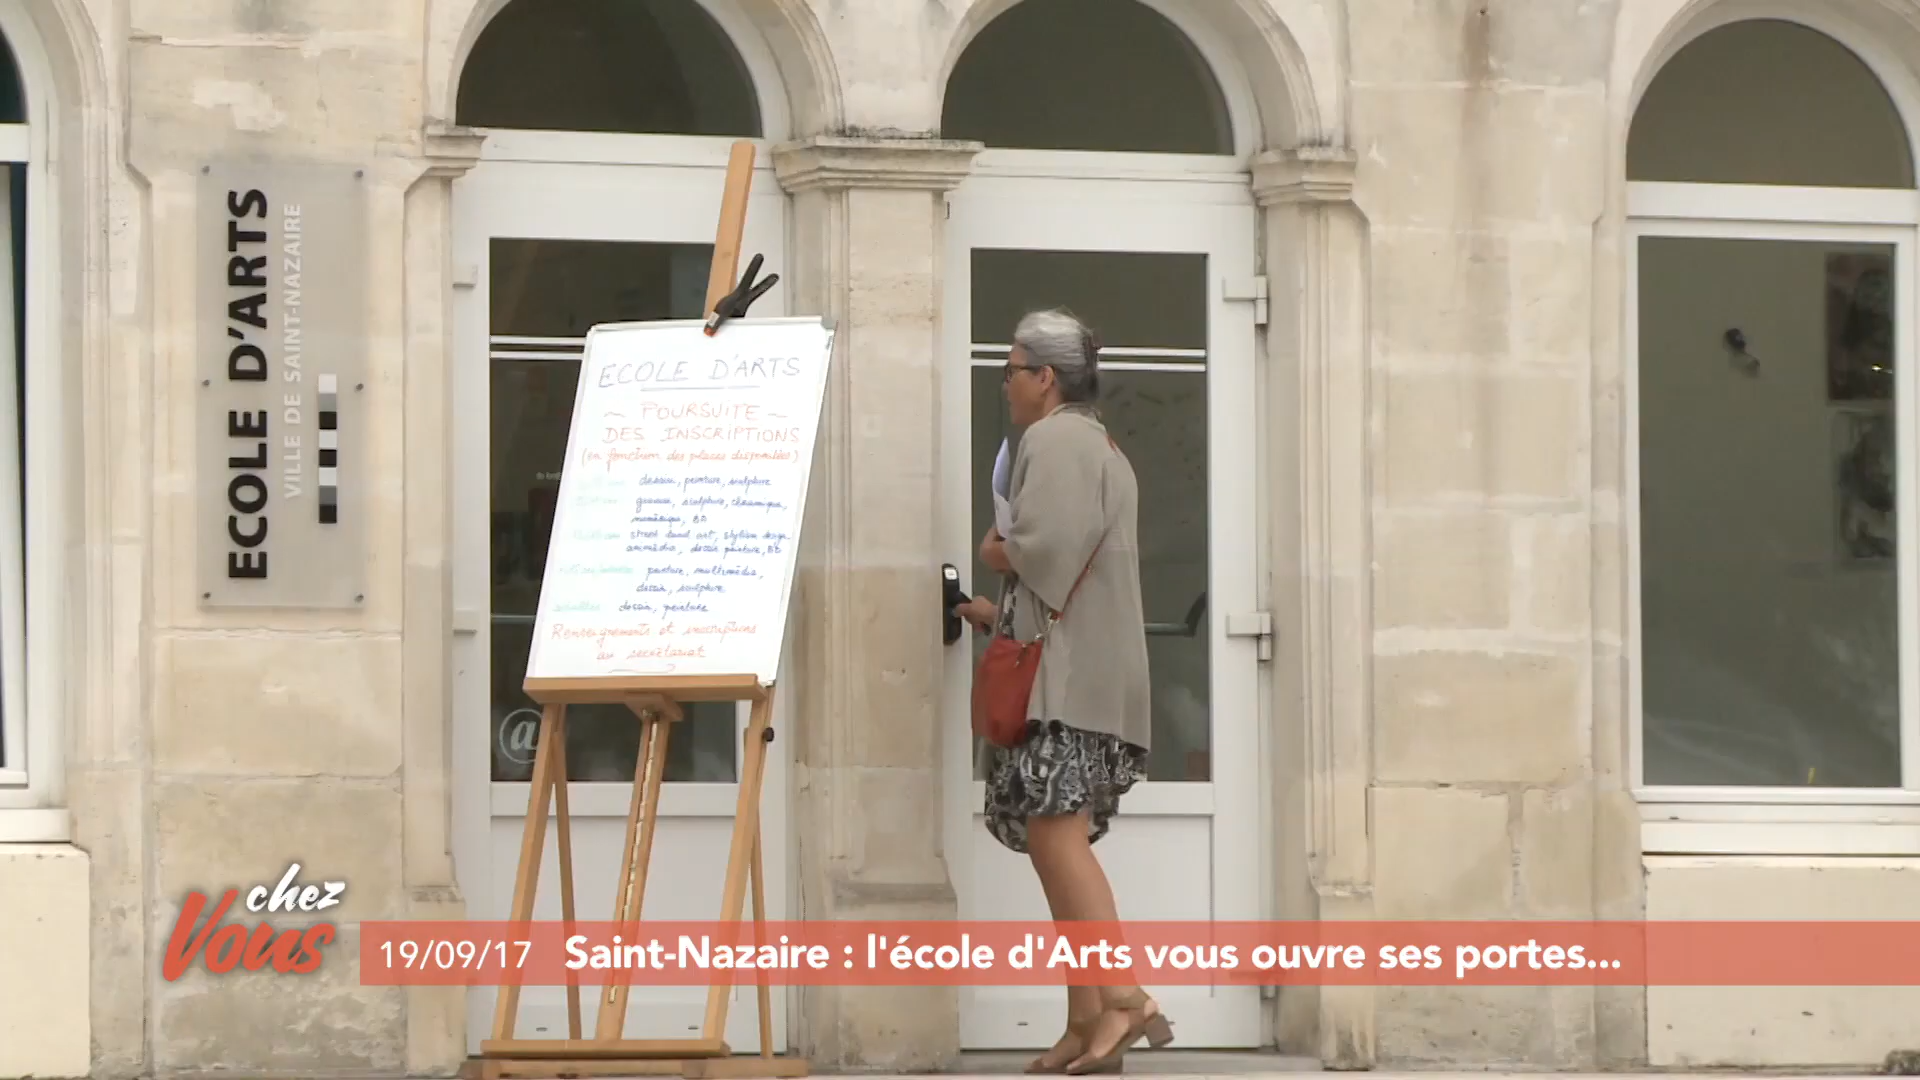 ECOLE D'ARTS
VILLE DE SAINT-NAZAIRE
ECOLE D'ARTS
~ POURSUITE ~
DES INSCRIPTIONS
(en fonction des places disponibles)
dessin, peinture, sculpture
gravure, sculpture, céramique,
numérique, BD
street land art, stylisme design
dessin peinture, BD
peinture, multimédia,
dessin, sculpture
dessin, peinture
Renseignements et inscriptions
au secrétariat
@
chez
Vous
19/09/17 Saint-Nazaire : l'école d'Arts vous ouvre ses portes...